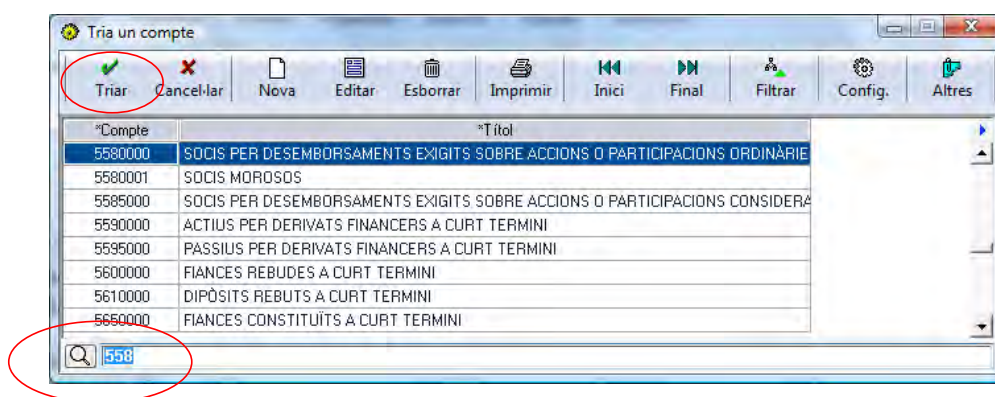 Tria un compte
Triar Cancel·lar Nova Editar Esborrar Imprimir Inici Final Filtrar Config. Altres
*Compte *Títol
5580000 SOCIS PER DESEMBORSAMENTS EXIGITS SOBRE ACCIONS O PARTICIPACIONS ORDINÀRIE
5580001 SOCIS MOROSOS
5585000 SOCIS PER DESEMBORSAMENTS EXIGITS SOBRE ACCIONS O PARTICIPACIONS CONSIDERA
5590000 ACTIUS PER DERIVATS FINANCERS A CURT TERMINI
5595000 PASSIUS PER DERIVATS FINANCERS A CURT TERMINI
5600000 FIANCES REBUDES A CURT TERMINI
5610000 DIPÒSITS REBUTS A CURT TERMINI
5650000 FIANCES CONSTITUÏTS A CURT TERMINI
558